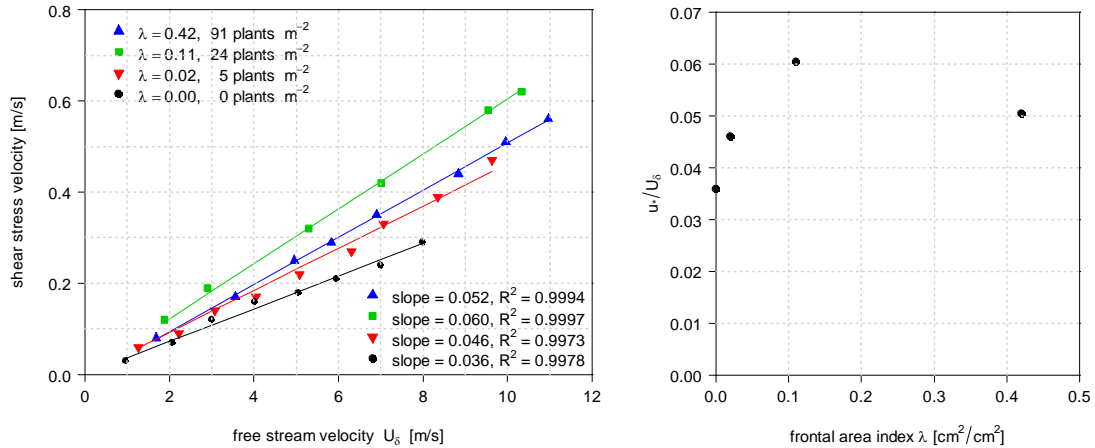 λ = 0.42, 91 plants m⁻²
λ = 0.11, 24 plants m⁻²
λ = 0.02, 5 plants m⁻²
λ = 0.00, 0 plants m⁻²
slope = 0.052, R² = 0.9994
slope = 0.060, R² = 0.9997
slope = 0.046, R² = 0.9973
slope = 0.036, R² = 0.9978
shear stress velocity [m/s]
0.8
0.6
0.4
0.2
0.0
0 2 4 6 8 10 12
free stream velocity U_δ [m/s]
u*/U_δ
0.07
0.06
0.05
0.04
0.03
0.02
0.01
0.00
0.0 0.1 0.2 0.3 0.4 0.5
frontal area index λ [cm²/cm²]